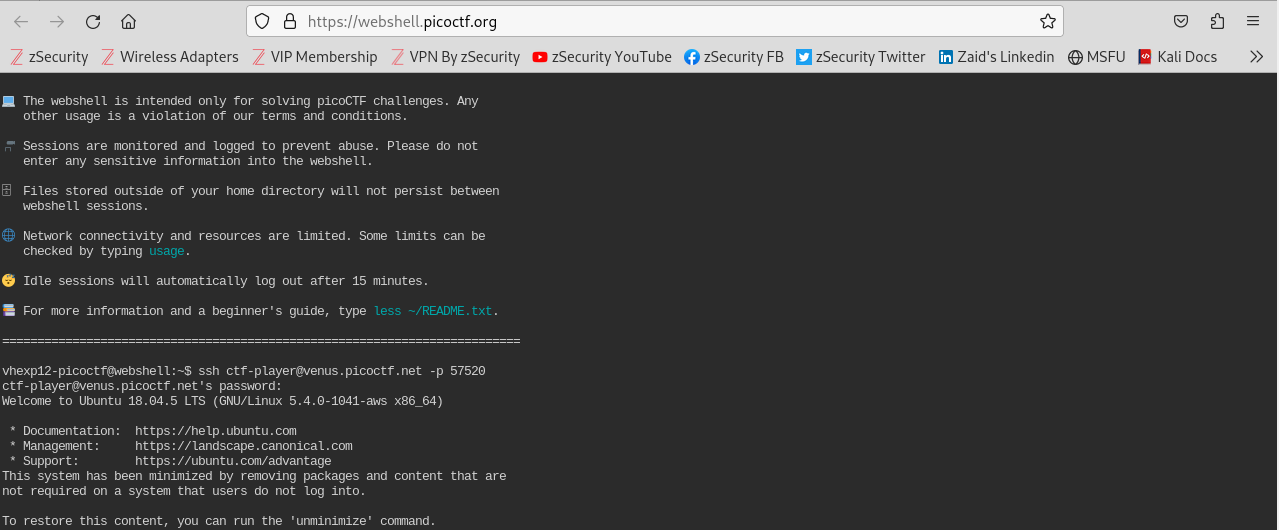 https://webshell.picoctf.org
zSecurity Wireless Adapters VIP Membership VPN By zSecurity zSecurity YouTube zSecurity FB zSecurity Twitter Zaid's Linkedin MSFU Kali Docs
The webshell is intended only for solving picoCTF challenges. Any
other usage is a violation of our terms and conditions.
Sessions are monitored and logged to prevent abuse. Please do not
enter any sensitive information into the webshell.
Files stored outside of your home directory will not persist between
webshell sessions.
Network connectivity and resources are limited. Some limits can be
checked by typing usage.
Idle sessions will automatically log out after 15 minutes.
For more information and a beginner's guide, type less ~/README.txt.
==========================================================================
vhexp12-picoctf@webshell:~$ ssh ctf-player@venus.picoctf.net -p 57520
ctf-player@venus.picoctf.net's password:
Welcome to Ubuntu 18.04.5 LTS (GNU/Linux 5.4.0-1041-aws x86_64)
* Documentation:  https://help.ubuntu.com
* Management:     https://landscape.canonical.com
* Support:        https://ubuntu.com/advantage
This system has been minimized by removing packages and content that are
not required on a system that users do not log into.
To restore this content, you can run the 'unminimize' command.